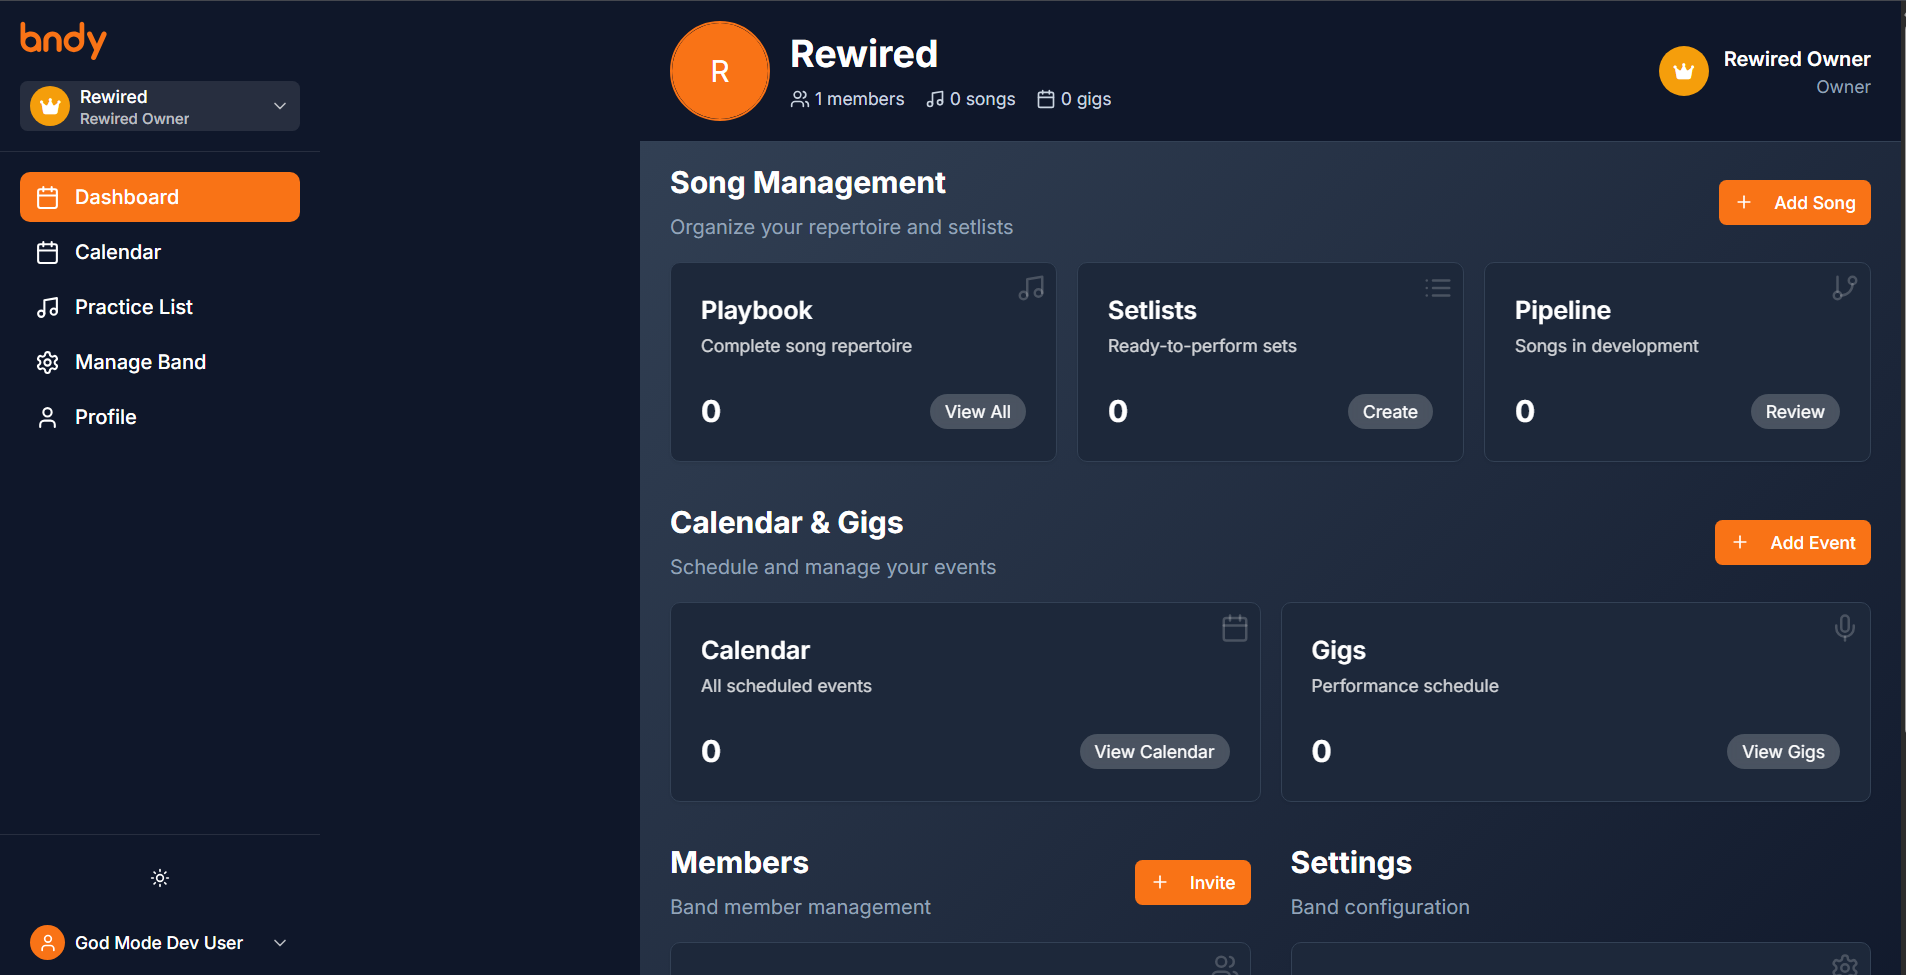 bndy
Rewired
Rewired Owner
Dashboard
Calendar
Practice List
Manage Band
Profile
God Mode Dev User
R
Rewired
1 members
0 songs
0 gigs
Rewired Owner
Owner
Song Management
Organize your repertoire and setlists
+ Add Song
Playbook
Complete song repertoire
0
View All
Setlists
Ready-to-perform sets
0
Create
Pipeline
Songs in development
0
Review
Calendar & Gigs
Schedule and manage your events
+ Add Event
Calendar
All scheduled events
0
View Calendar
Gigs
Performance schedule
0
View Gigs
Members
Band member management
+ Invite
Settings
Band configuration